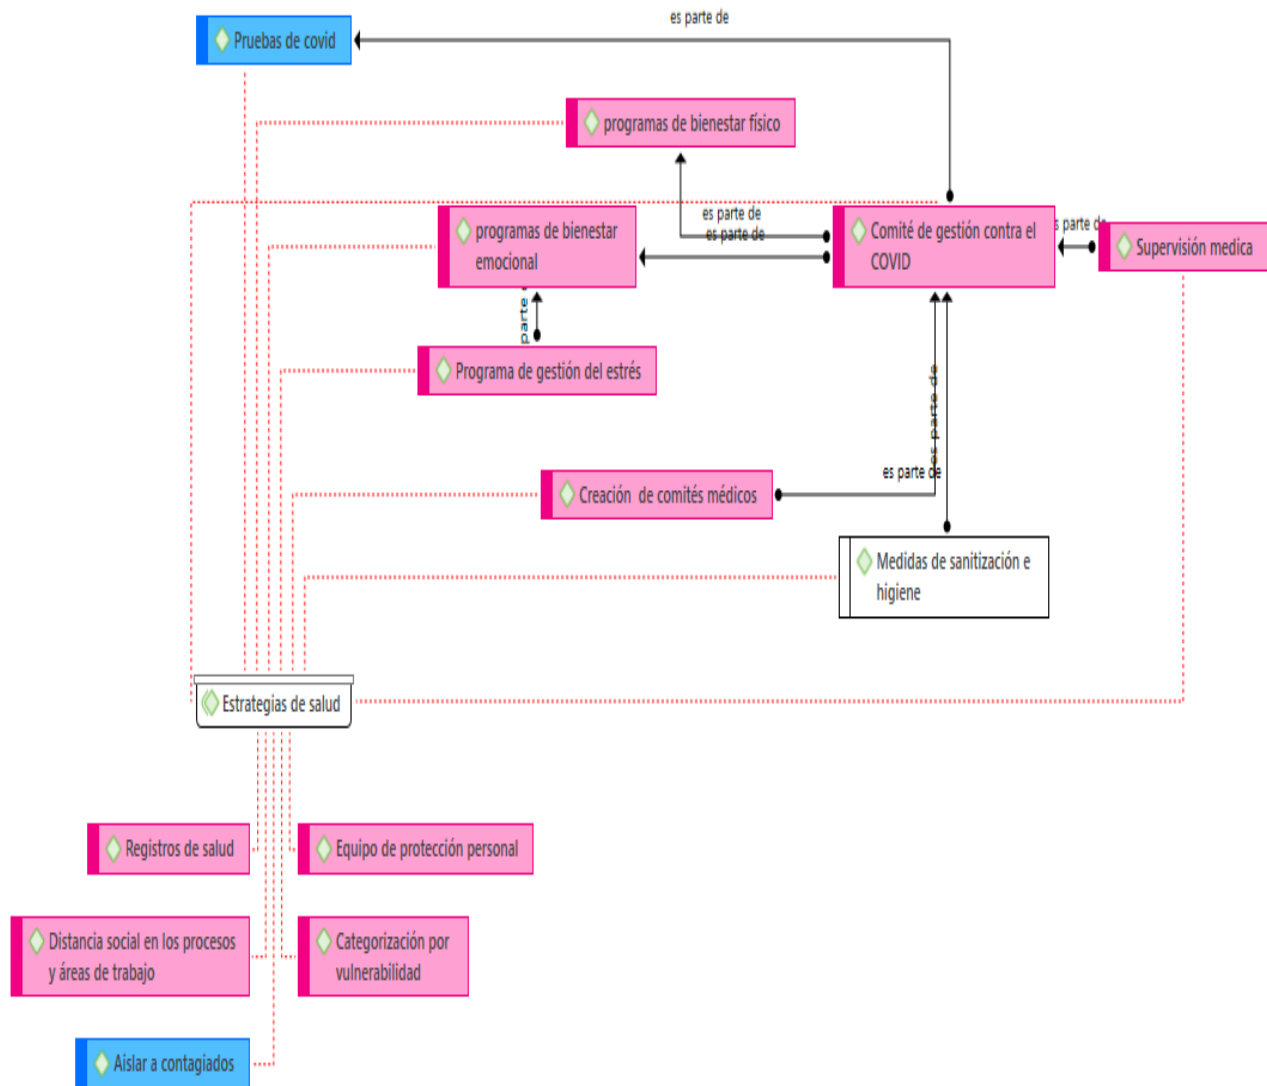 es parte de
Pruebas de covid
programas de bienestar físico
es parte de
es parte de
programas de bienestar
emocional
Comité de gestión contra el
COVID
s parte de
Supervisión medica
parte
Programa de gestión del estrés
es parte de
es parte de
Creación  de comités médicos
Medidas de sanitización e
higiene
Estrategias de salud
Registros de salud
Equipo de protección personal
Distancia social en los procesos
y áreas de trabajo
Categorización por
vulnerabilidad
Aislar a contagiados